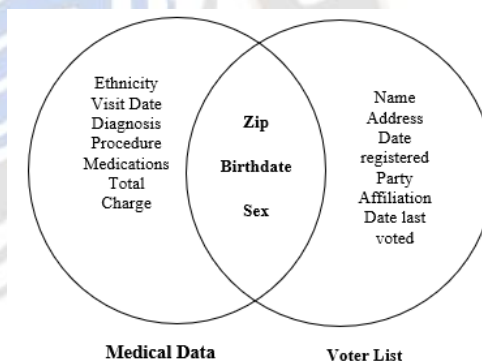 Ethnicity
Visit Date
Diagnosis
Procedure
Medications
Total
Charge
Zip
Birthdate
Sex
Name
Address
Date
registered
Party
Affiliation
Date last
voted
Medical Data
Voter List